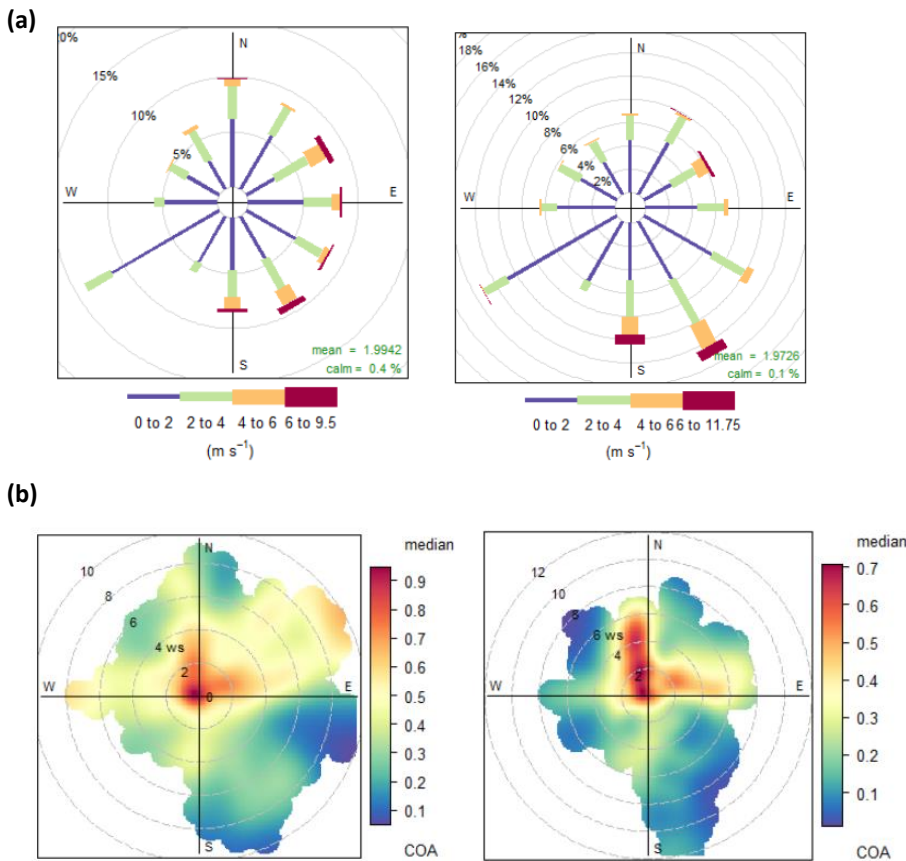 (a)
20%
15%
10%
5%
N
W
E
S
mean = 1.9942
calm = 0.4 %
0 to 2
2 to 4
4 to 6
6 to 9.5
(m s⁻¹)
%
18%
16%
14%
12%
10%
8%
6%
4%
2%
N
W
E
S
mean = 1.9726
calm = 0.1 %
0 to 2
2 to 4
4 to 6
6 to 11.75
(m s⁻¹)
(b)
10
8
6
4 ws
2
0
N
W
E
S
median
0.9
0.8
0.7
0.6
0.5
0.4
0.3
0.2
0.1
COA
12
10
8
6 ws
4
2
0
N
W
E
S
median
0.7
0.6
0.5
0.4
0.3
0.2
0.1
COA